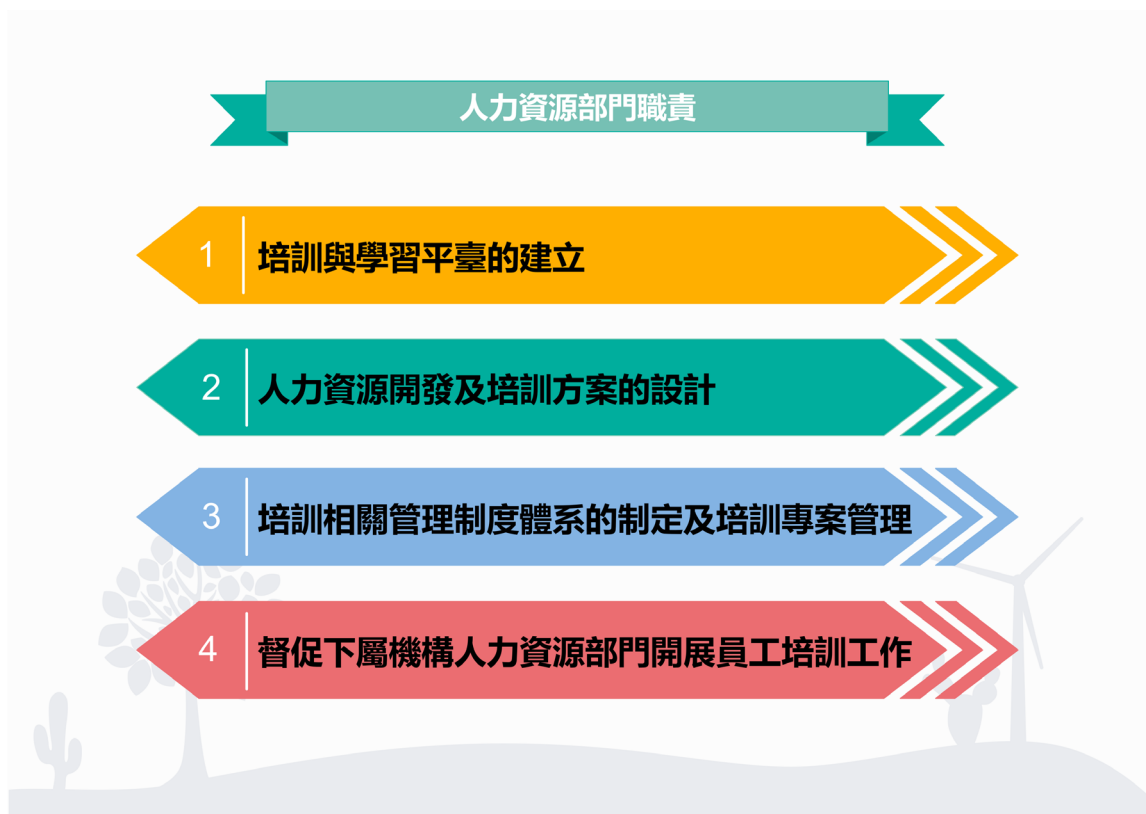 人力資源部門職責
1 培訓與學習平臺的建立
2 人力資源開發及培訓方案的設計
3 培訓相關管理制度體系的制定及培訓專案管理
4 督促下屬機構人力資源部門開展員工培訓工作